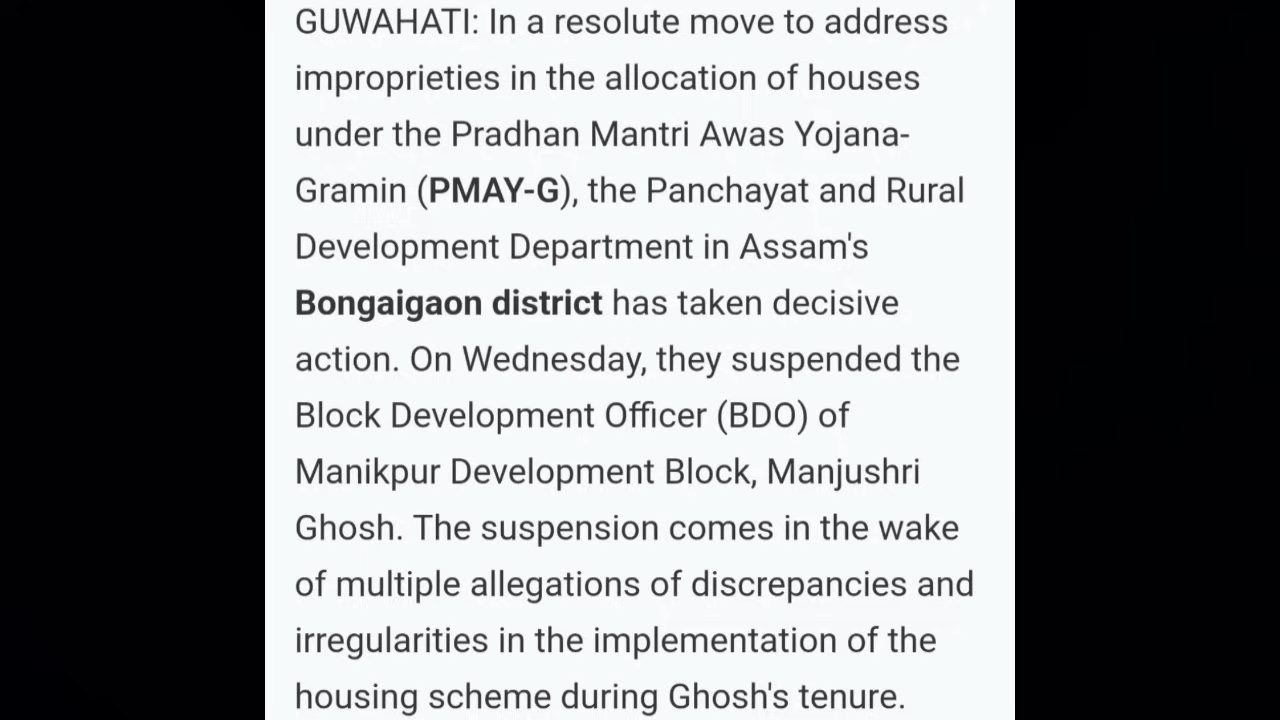 GUWAHATI: In a resolute move to address
improprieties in the allocation of houses
under the Pradhan Mantri Awas Yojana-
Gramin (PMAY-G), the Panchayat and Rural
Development Department in Assam's
Bongaigaon district has taken decisive
action. On Wednesday, they suspended the
Block Development Officer (BDO) of
Manikpur Development Block, Manjushri
Ghosh. The suspension comes in the wake
of multiple allegations of discrepancies and
irregularities in the implementation of the
housing scheme during Ghosh's tenure.